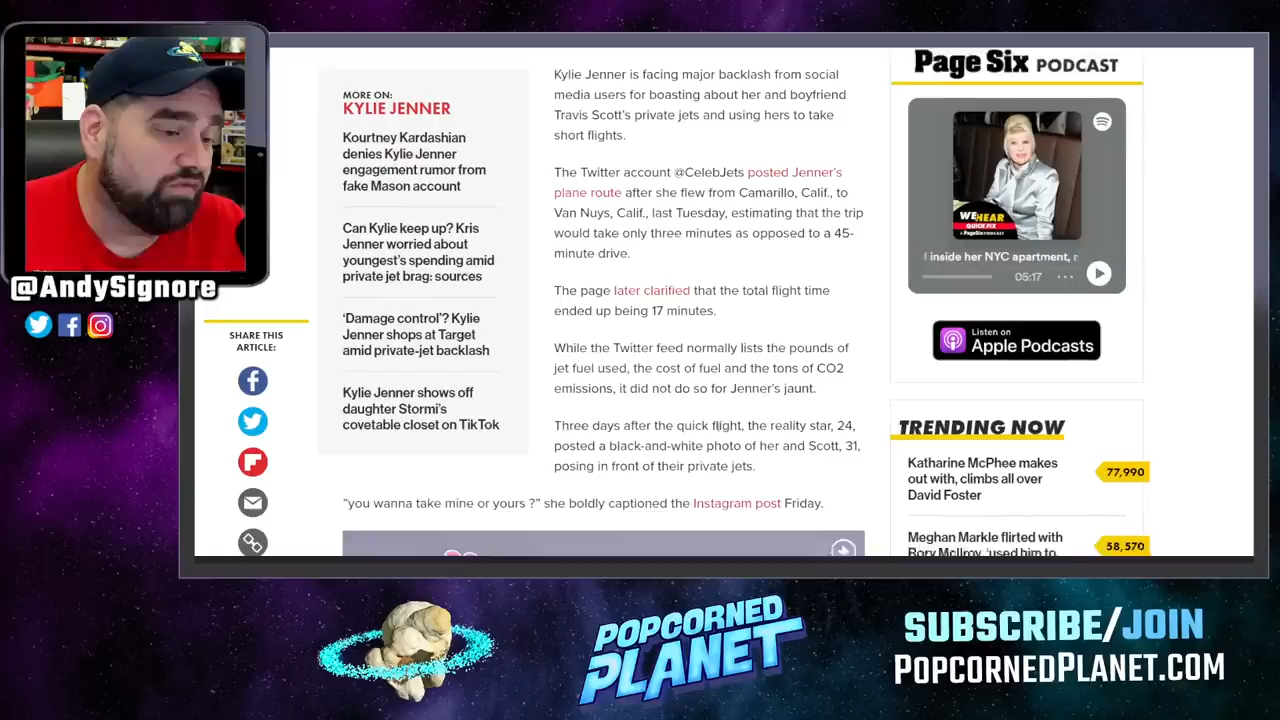 @AndySignore
SHARE THIS
ARTICLE:
MORE ON:
KYLIE JENNER
Kourtney Kardashian
denies Kylie Jenner
engagement rumor from
fake Mason account
Can Kylie keep up? Kris
Jenner worried about
youngest's spending amid
private jet brag: sources
‘Damage control’? Kylie
Jenner shops at Target
amid private-jet backlash
Kylie Jenner shows off
daughter Stormi’s
covetable closet on TikTok
Kylie Jenner is facing major backlash from social
media users for boasting about her and boyfriend
Travis Scott’s private jets and using hers to take
short flights.
The Twitter account @CelebJets posted Jenner’s
plane route after she flew from Camarillo, Calif., to
Van Nuys, Calif., last Tuesday, estimating that the trip
would take only three minutes as opposed to a 45-
minute drive.
The page later clarified that the total flight time
ended up being 17 minutes.
While the Twitter feed normally lists the pounds of
jet fuel used, the cost of fuel and the tons of CO2
emissions, it did not do so for Jenner’s jaunt.
Three days after the quick flight, the reality star, 24,
posted a black-and-white photo of her and Scott, 31,
posing in front of their private jets.
“you wanna take mine or yours ?” she boldly captioned the Instagram post Friday.
Page Six PODCAST
WE HEAR
QUICK FIX
A PAGESIX PODCAST
inside her NYC apartment,
05:17
Listen on
Apple Podcasts
TRENDING NOW
Katharine McPhee makes
out with, climbs all over
David Foster
77,990
Meghan Markle flirted with
Rory McIlroy, ‘used him to
58,570
POPCORNED
PLANET
SUBSCRIBE/JOIN
POPCORNEDPLANET.COM